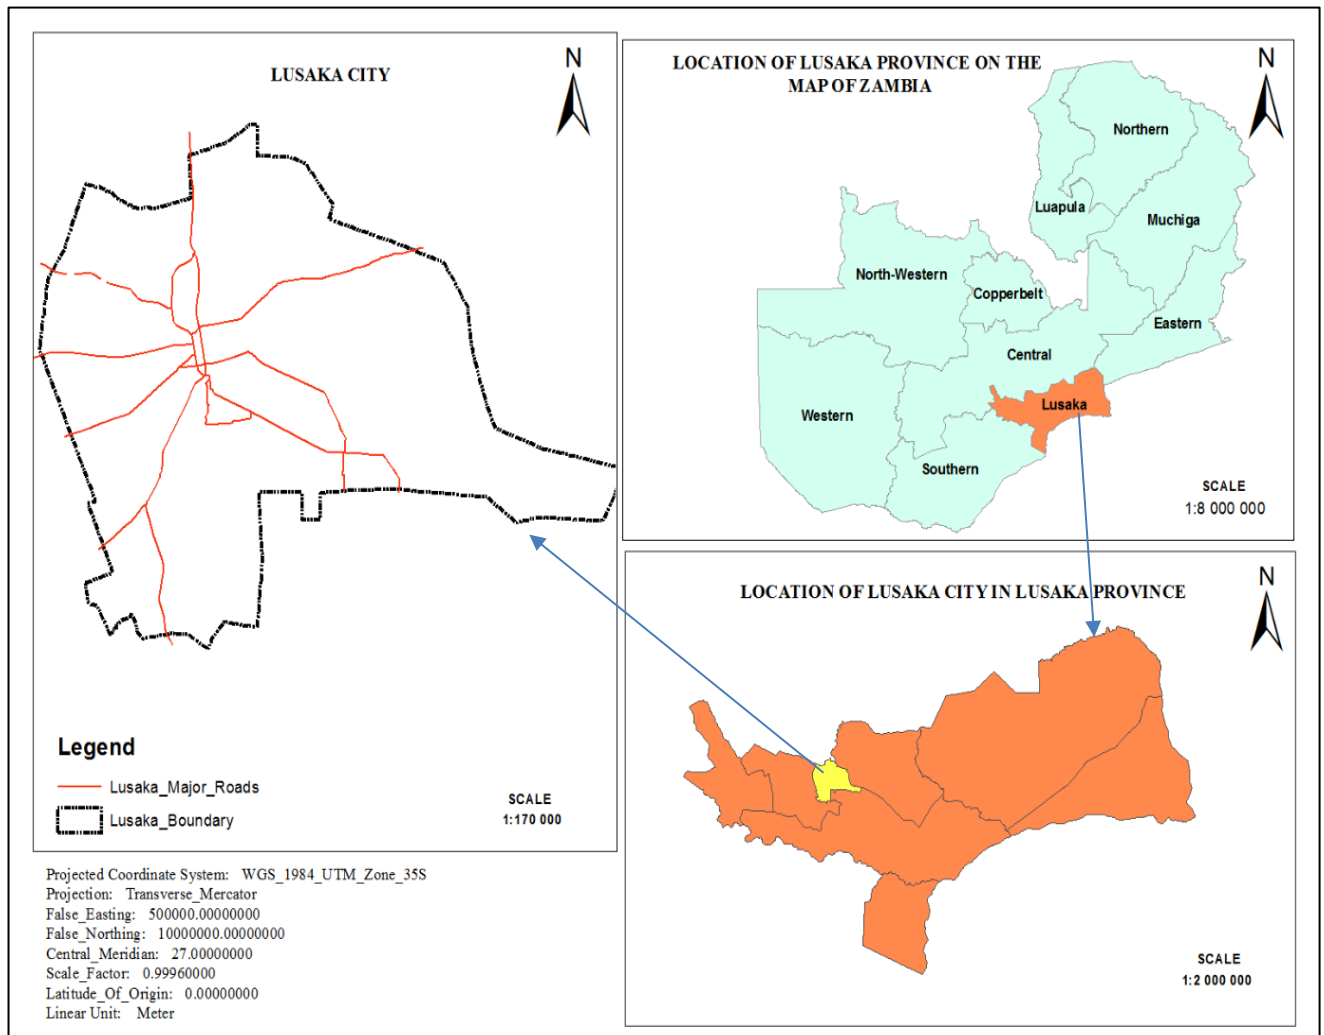 LUSAKA CITY
N
Legend
Lusaka_Major_Roads
Lusaka_Boundary
SCALE
1:170 000
LOCATION OF LUSAKA PROVINCE ON THE
MAP OF ZAMBIA
N
Northern
Luapula
Muchiga
North-Western
Copperbelt
Eastern
Central
Lusaka
Western
Southern
SCALE
1:8 000 000
LOCATION OF LUSAKA CITY IN LUSAKA PROVINCE
N
SCALE
1:2 000 000
Projected Coordinate System: WGS_1984_UTM_Zone_35S
Projection: Transverse_Mercator
False_Easting: 500000.00000000
False_Northing: 10000000.00000000
Central_Meridian: 27.00000000
Scale_Factor: 0.99960000
Latitude_Of_Origin: 0.00000000
Linear Unit: Meter